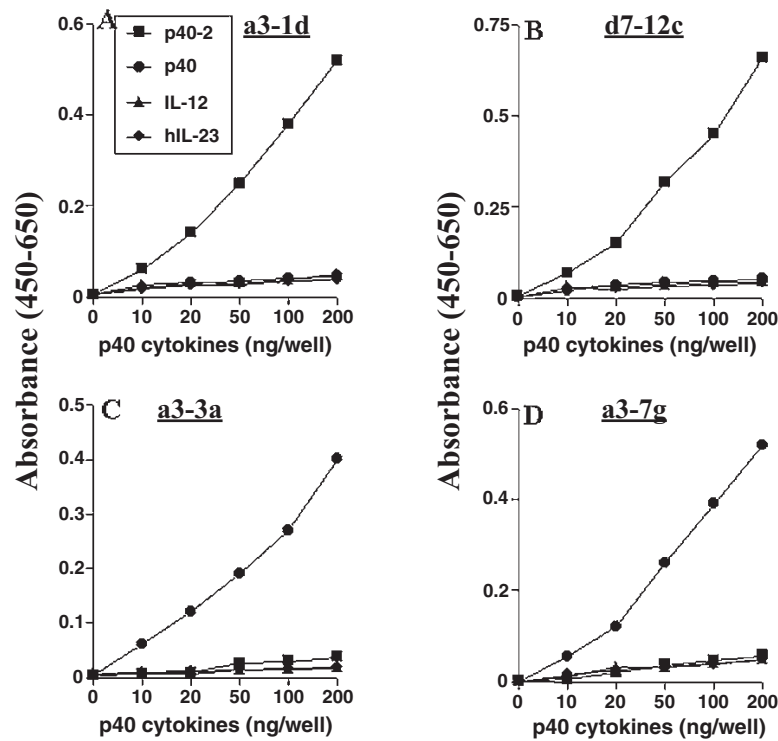 A
a3-1d
p40-2
p40
IL-12
hIL-23
0.6
0.4
0.2
0
0 10 20 50 100 200
p40 cytokines (ng/well)
B
d7-12c
0.75
0.5
0.25
0
0 10 20 50 100 200
p40 cytokines (ng/well)
Absorbance (450-650)
Absorbance (450-650)
C
a3-3a
0.5
0.4
0.3
0.2
0.1
0
0 10 20 50 100 200
p40 cytokines (ng/well)
D
a3-7g
0.6
0.4
0.2
0
0 10 20 50 100 200
p40 cytokines (ng/well)